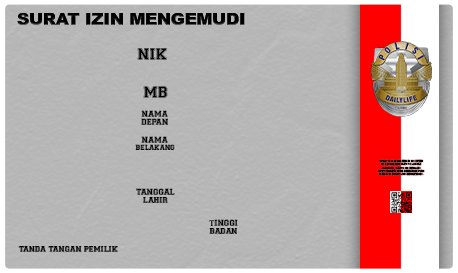 SURAT IZIN MENGEMUDI
NIK
MB
NAMA
DEPAN
NAMA
BELAKANG
TANGGAL
LAHIR
TINGGI
BADAN
TANDA TANGAN PEMILIK
POLISI
DAILYLIFE